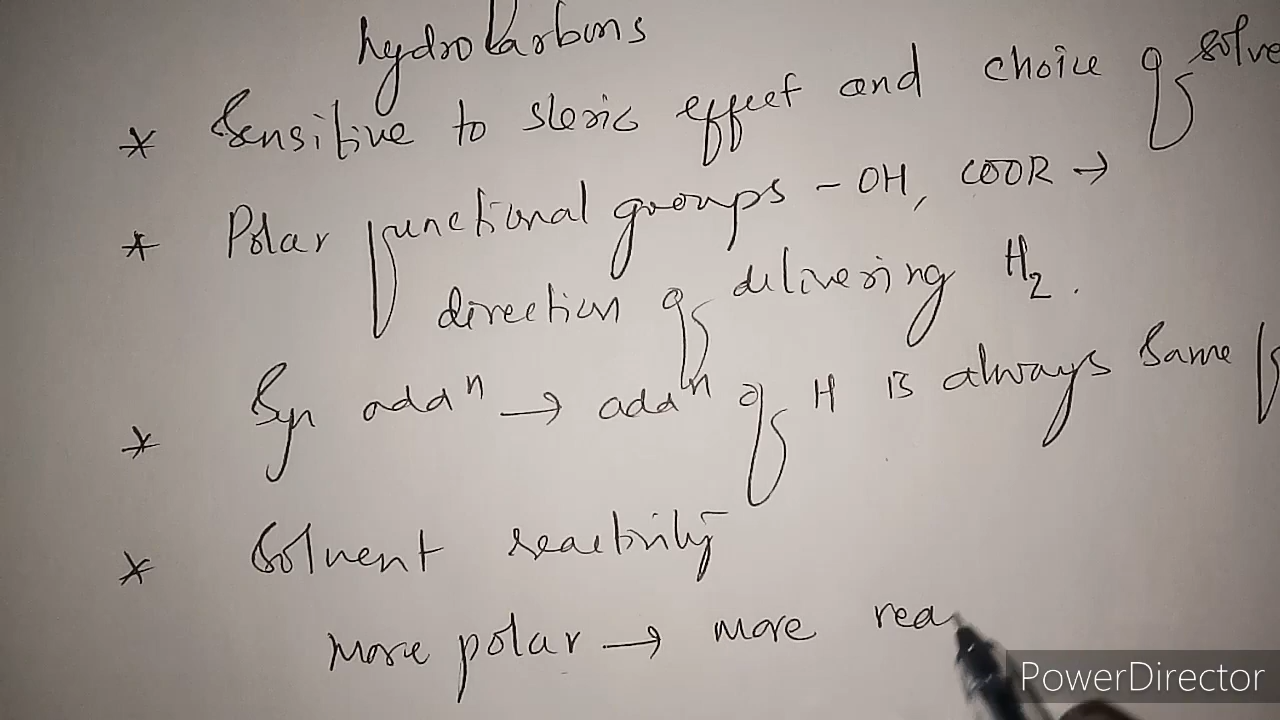 hydrocarbons
* Sensitive to steric effect and choice of solve
* Polar functional groups - OH, COOR →
direction of delivering H2.
* Syn addn → addn of H is always same f
* Solvent reactivity
More polar → more rea
PowerDirector